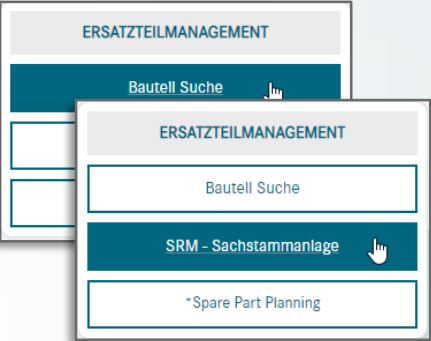 ERSATZTEILMANAGEMENT
Bautell Suche
ERSATZTEILMANAGEMENT
Bautell Suche
SRM - Sachstammanlage
*Spare Part Planning